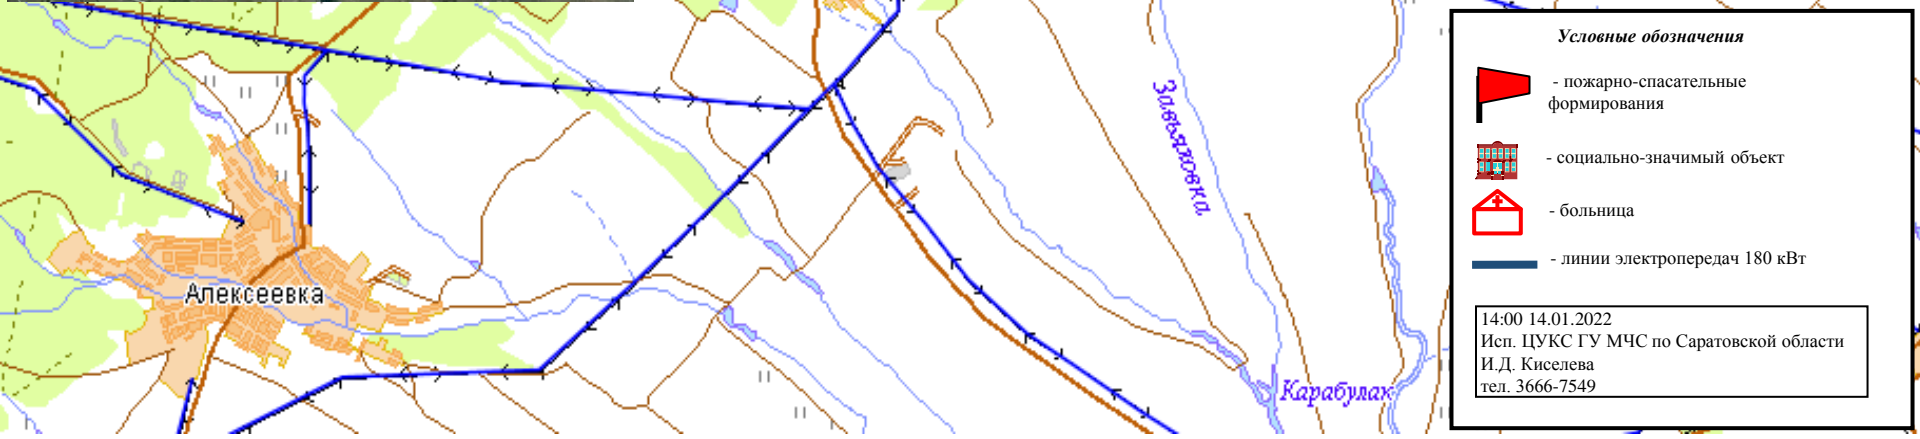 Завьяловка
Алексеевка
Карабулак
Условные обозначения
- пожарно-спасательные
формирования
- социально-значимый объект
- больница
- линии электропередач 180 кВт
14:00 14.01.2022
Исп. ЦУКС ГУ МЧС по Саратовской области
И.Д. Киселева
тел. 3666-7549